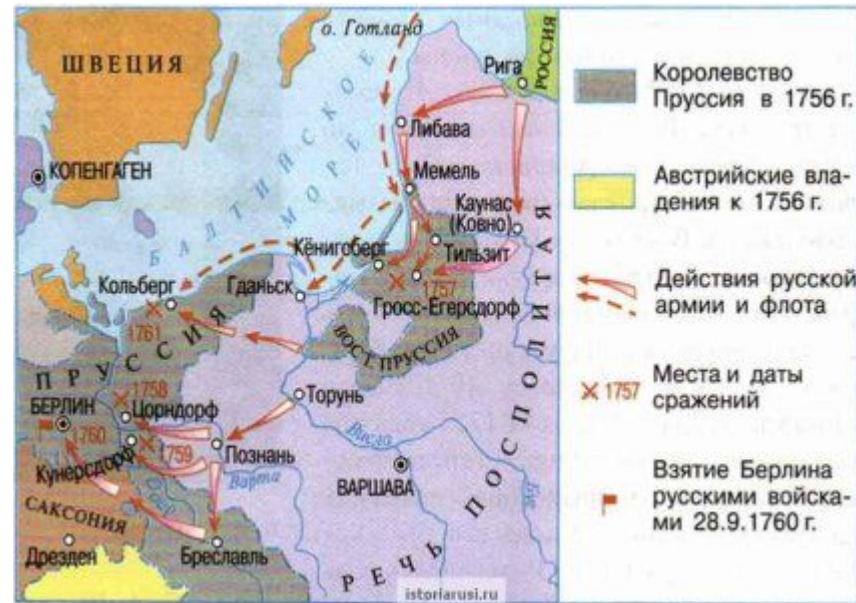 о. Готланд
ШВЕЦИЯ
Рига
РОССИЯ
Либава
КОПЕНГАГЕН
БАЛТИЙСКОЕ
МОРЕ
Мемель
Каунас
(Ковно)
Кёнигсберг
Тильзит
Кольберг
Гданьск
1757
Гросс-Егерсдорф
1761
ВОСТ. ПРУССИЯ
ПРУССИЯ
1758
БЕРЛИН
Цорндорф
Торунь
1760
1759
Кунерсдорф
Познань
Висла
Варта
ВАРШАВА
САКСОНИЯ
Одер
Дрезден
Бреславль
РЕЧЬ ПОСПОЛИТАЯ
istoriarusi.ru
Королевство
Пруссия в 1756 г.
Австрийские вла-
дения к 1756 г.
Действия русской
армии и флота
1757
Места и даты
сражений
Взятие Берлина
русскими войска-
ми 28.9.1760 г.